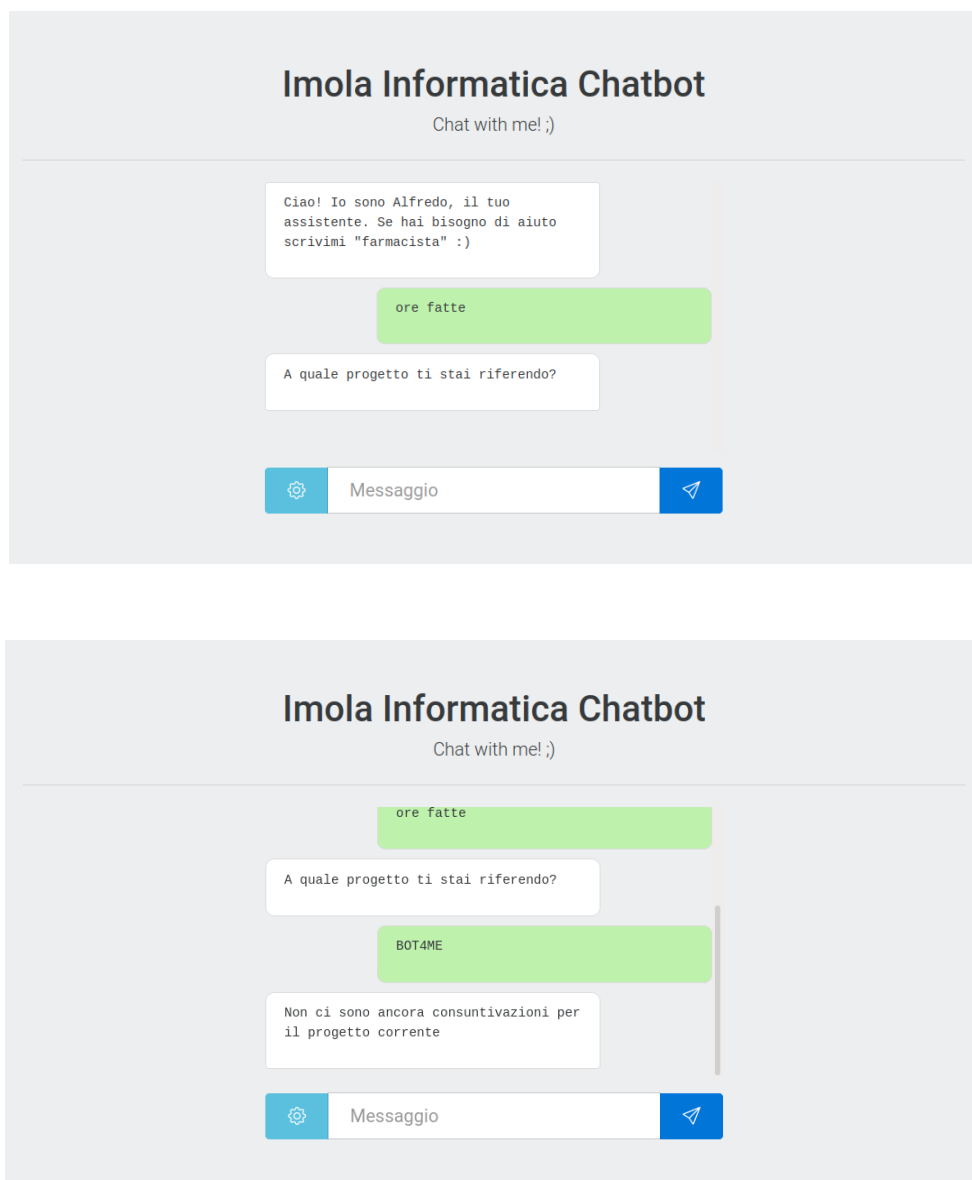 Imola Informatica Chatbot
Chat with me! ;)
Ciao! Io sono Alfredo, il tuo
assistente. Se hai bisogno di aiuto
scrivimi "farmacista" :)
ore fatte
A quale progetto ti stai riferendo?
Messaggio
Imola Informatica Chatbot
Chat with me! ;)
ore fatte
A quale progetto ti stai riferendo?
BOT4ME
Non ci sono ancora consuntivazioni per
il progetto corrente
Messaggio